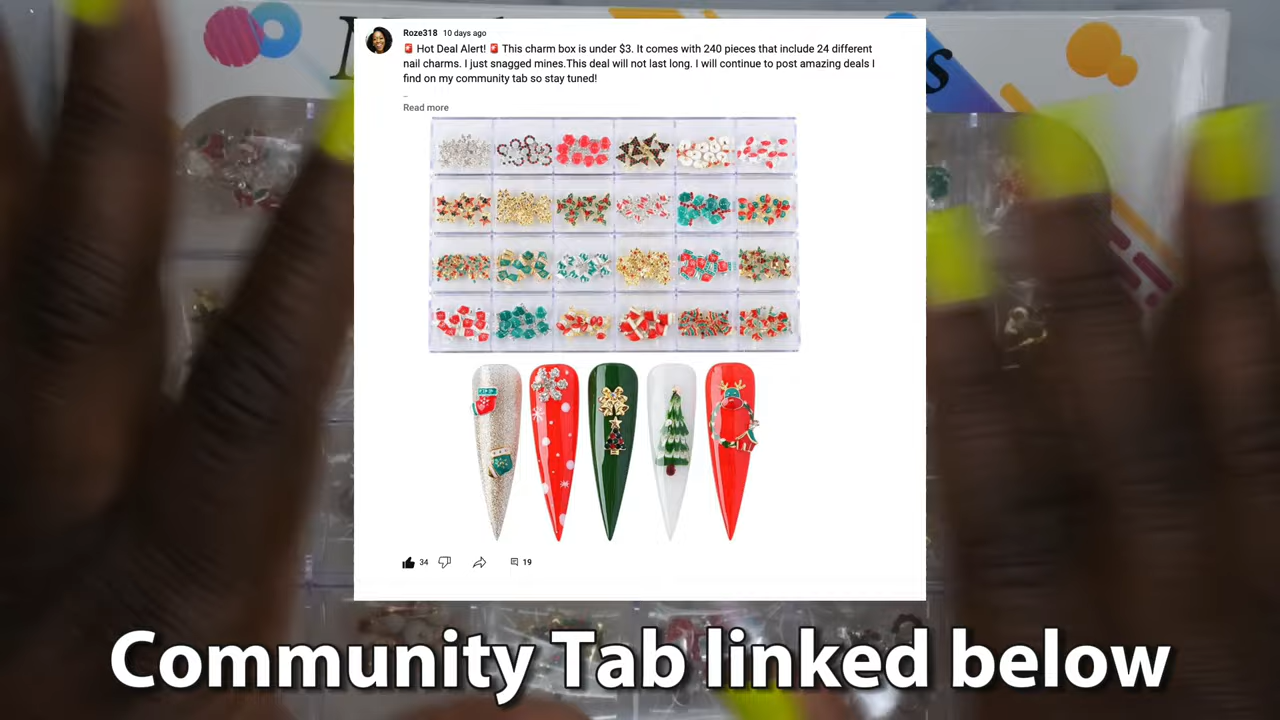 Roze318 10 days ago
🚨 Hot Deal Alert! 🚨 This charm box is under $3. It comes with 240 pieces that include 24 different
nail charms. I just snagged mines.This deal will not last long. I will continue to post amazing deals I
find on my community tab so stay tuned!
..
Read more
34 19
Community Tab linked below